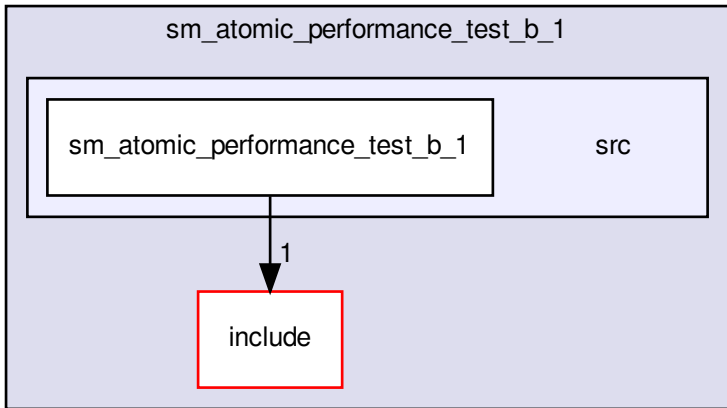 sm_atomic_performance_test_b_1
sm_atomic_performance_test_b_1
src
1
include